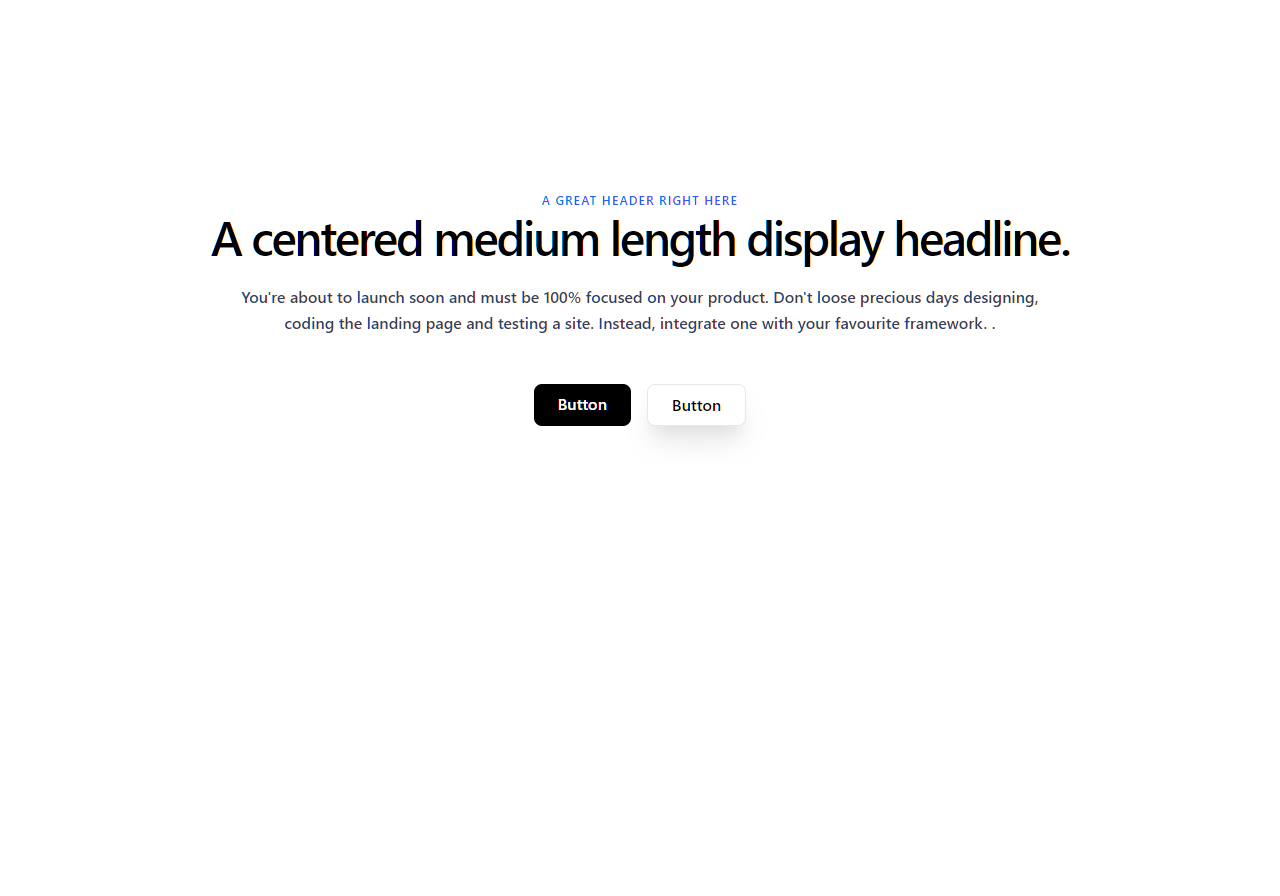 A GREAT HEADER RIGHT HERE
A centered medium length display headline.
You're about to launch soon and must be 100% focused on your product. Don't loose precious days designing,
coding the landing page and testing a site. Instead, integrate one with your favourite framework. .
Button
Button